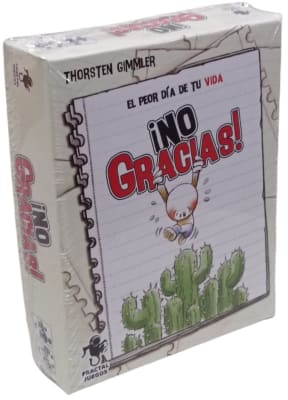 THORSTEN GIMMLER
EL PEOR DÍA DE TU VIDA
¡NO
GRACIAS!
FRACTAL
JUEGOS
¡NO
GRACIAS!